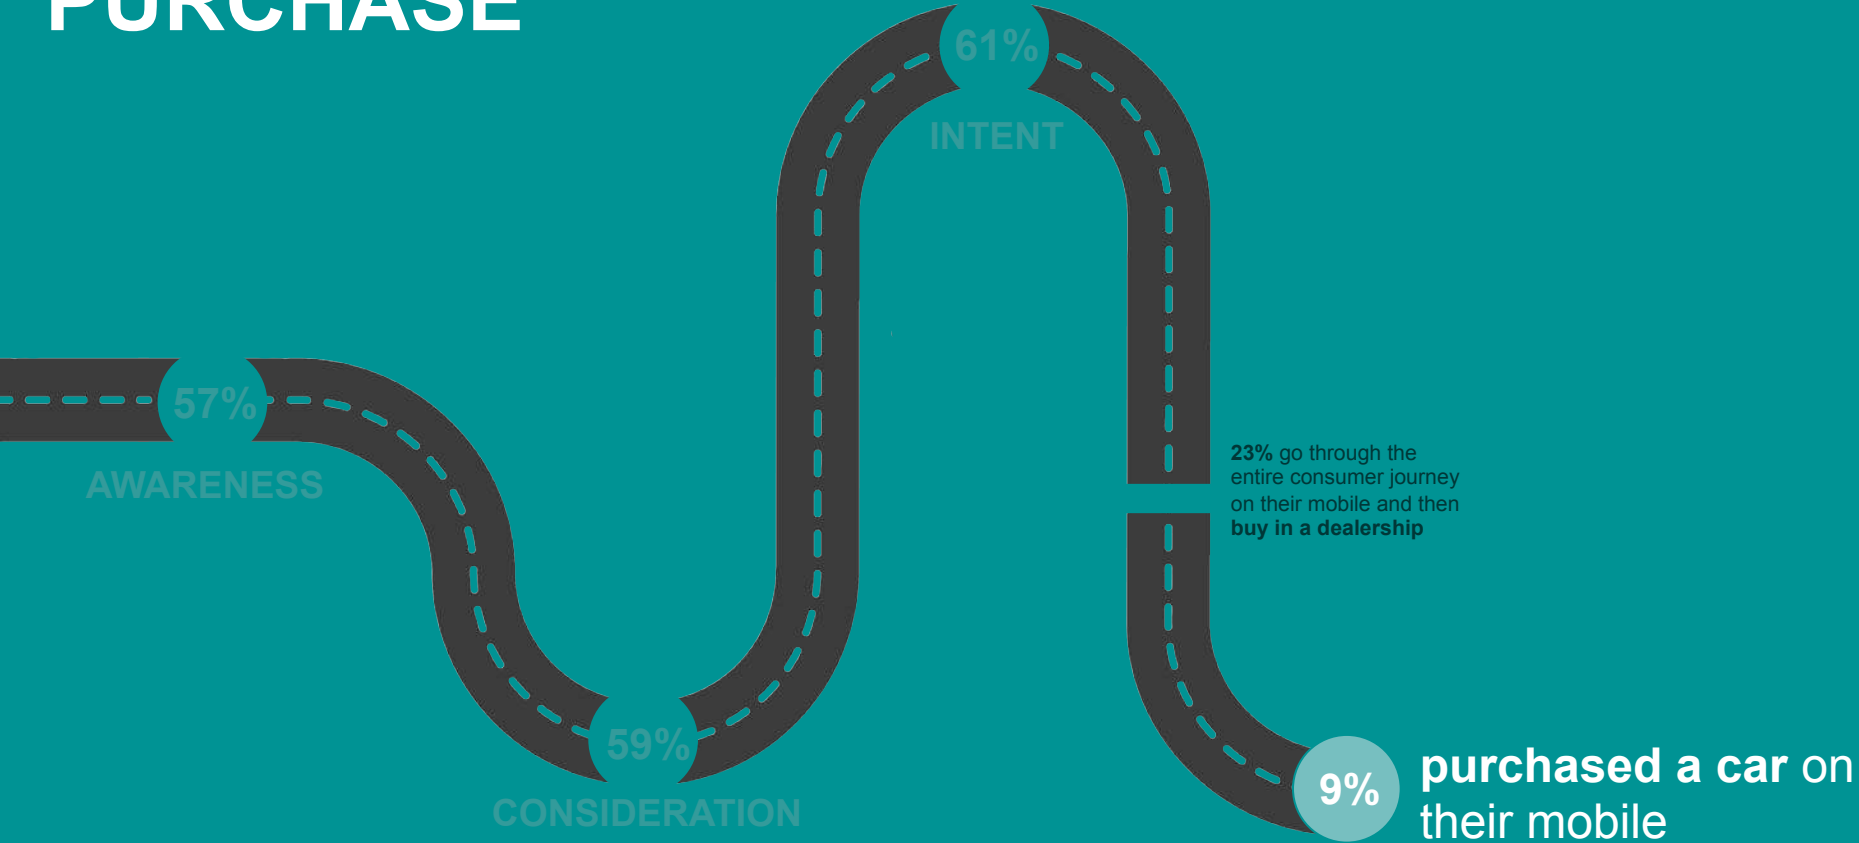 PURCHASE
61%
INTENT
57%
AWARENESS
23% go through the
entire consumer journey
on their mobile and then
buy in a dealership
59%
CONSIDERATION
9%
purchased a car on
their mobile